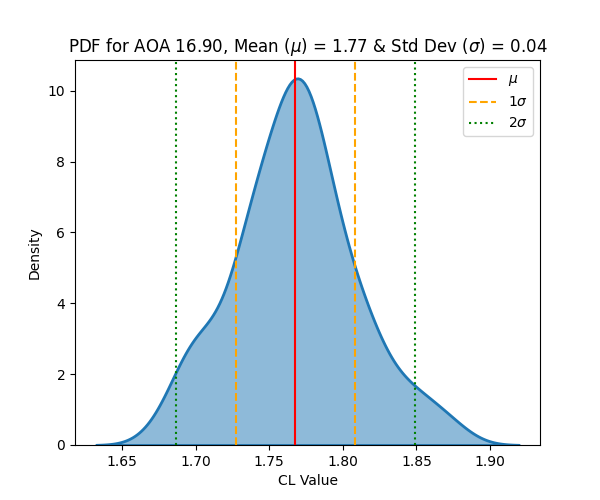 PDF for AOA 16.90, Mean (μ) = 1.77 & Std Dev (σ) = 0.04
μ
1σ
2σ
10
8
6
4
2
0
Density
1.65 1.70 1.75 1.80 1.85 1.90
CL Value